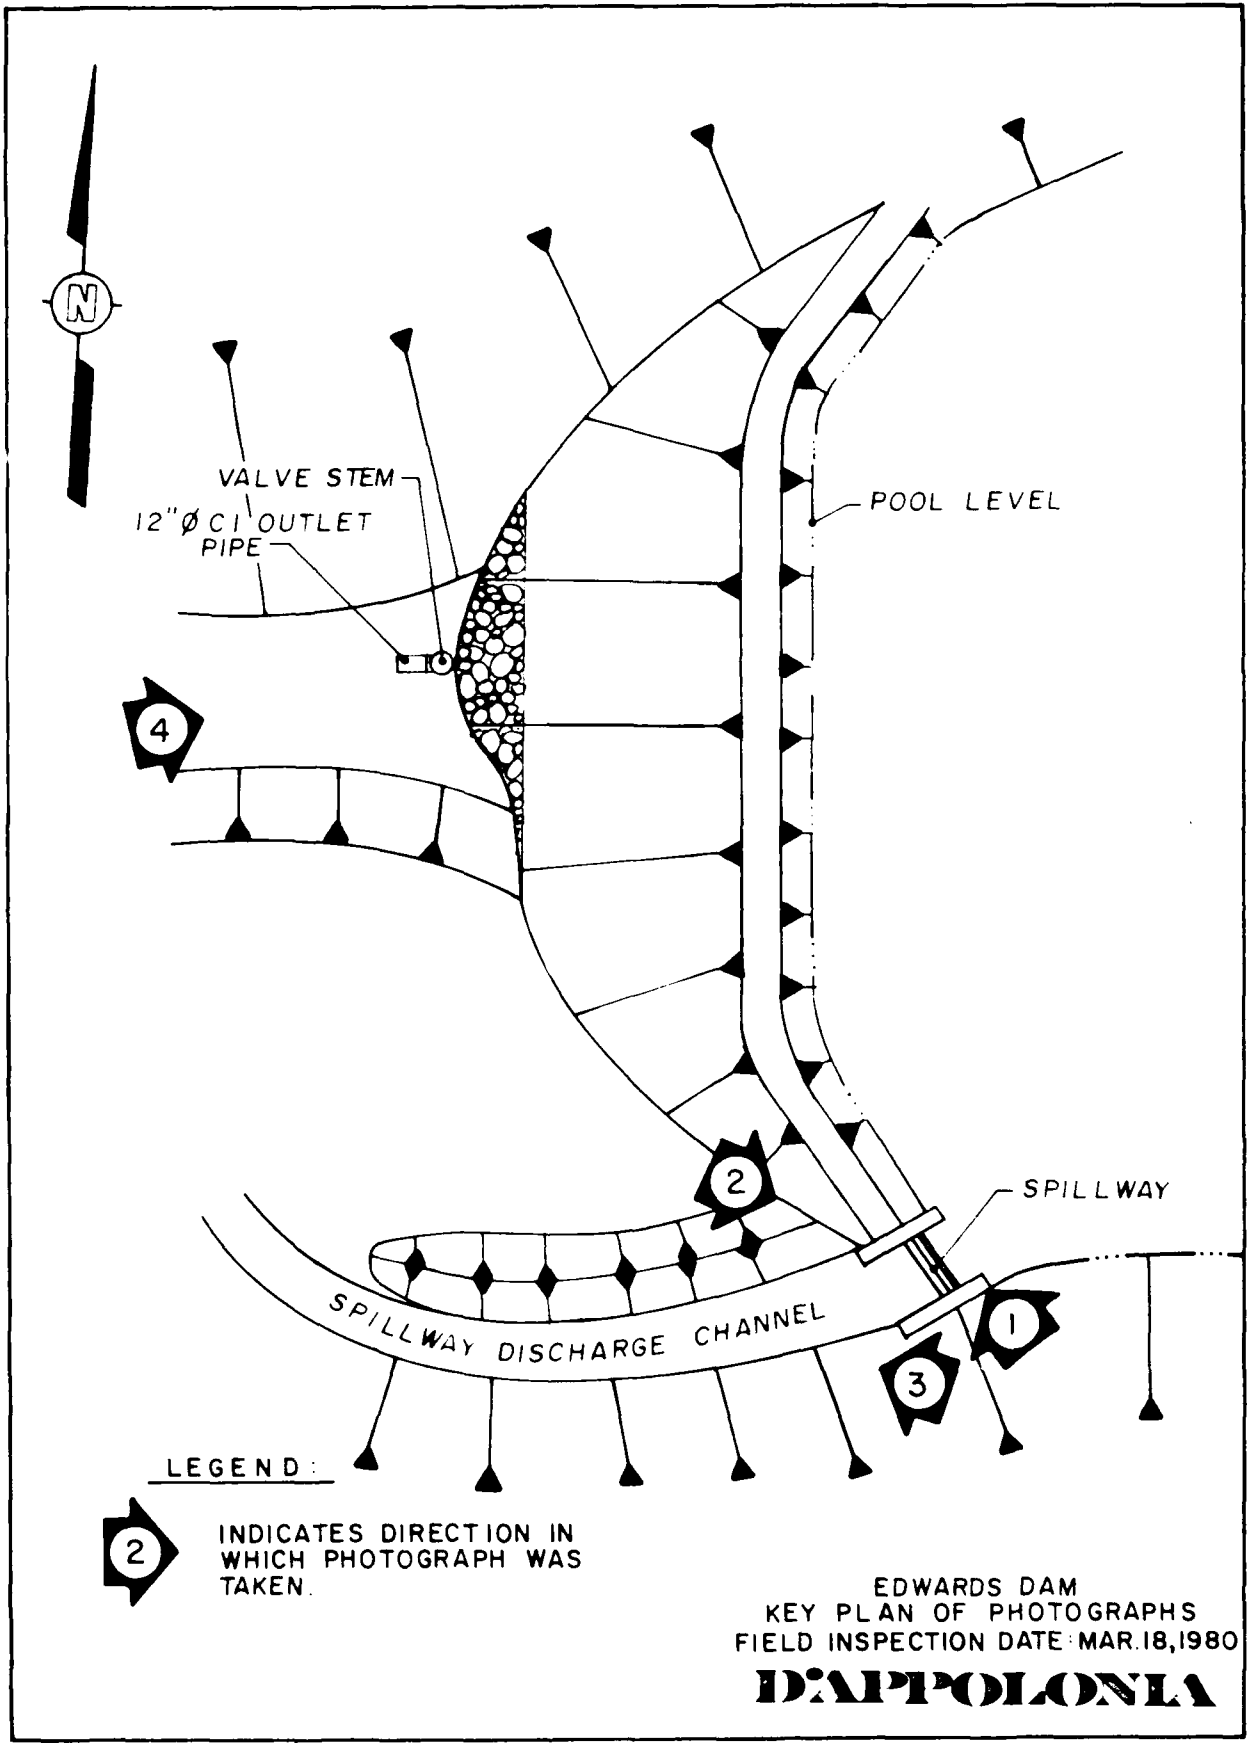 N
VALVE STEM
12"Ø CI OUTLET
PIPE
POOL LEVEL
4
2
SPILLWAY
1
3
SPILLWAY DISCHARGE CHANNEL
LEGEND:
2
INDICATES DIRECTION IN
WHICH PHOTOGRAPH WAS
TAKEN.
EDWARDS DAM
KEY PLAN OF PHOTOGRAPHS
FIELD INSPECTION DATE: MAR.18,1980
D'APPOLONIA